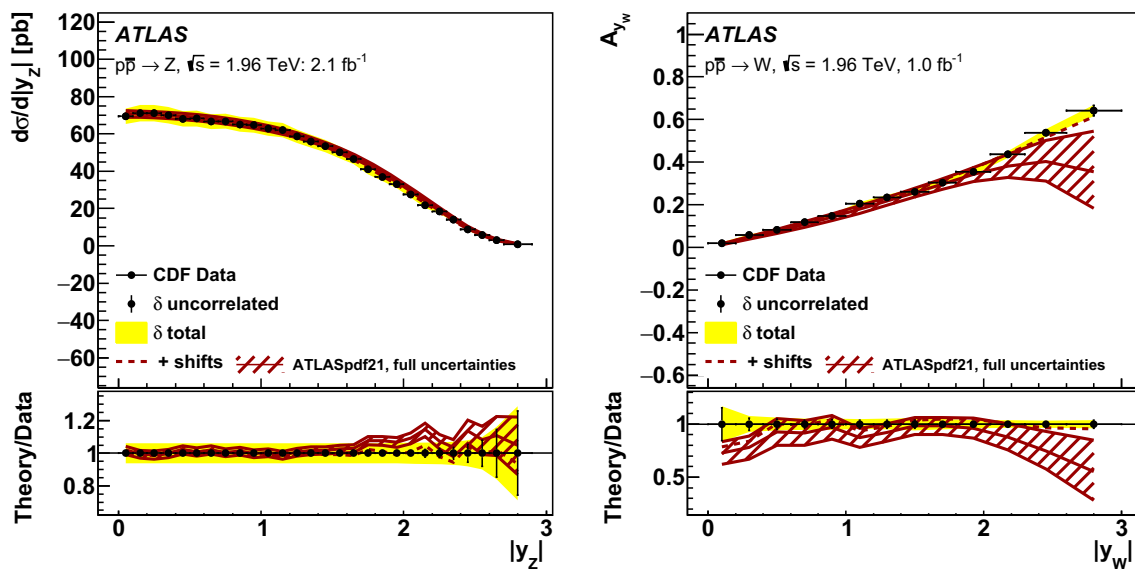 dσ/d|y_Z| [pb]
120
100
80
60
40
20
0
−20
−40
−60
ATLAS
pp̅ → Z, √s = 1.96 TeV: 2.1 fb⁻¹
CDF Data
δ uncorrelated
δ total
+ shifts
ATLASpdf21, full uncertainties
Theory/Data
1.2
1
0.8
0
1
2
3
|y_Z|
A_{y_W}
1
0.8
0.6
0.4
0.2
0
−0.2
−0.4
−0.6
ATLAS
pp̅ → W, √s = 1.96 TeV, 1.0 fb⁻¹
CDF Data
δ uncorrelated
δ total
+ shifts
ATLASpdf21, full uncertainties
Theory/Data
1
0.5
0
1
2
3
|y_W|